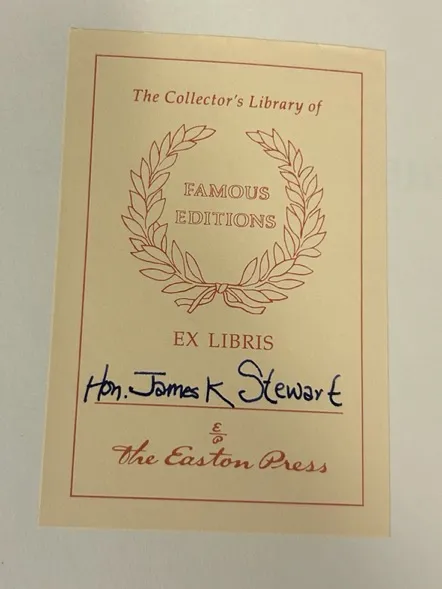 The Collector's Library of
FAMOUS
EDITIONS
EX LIBRIS
Hon. James K Stewart
E
P
The Easton Press